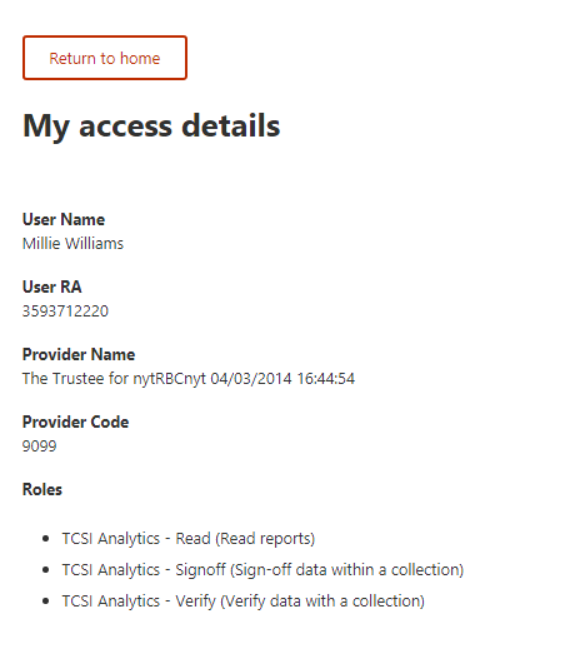 Return to home
My access details
User Name
Millie Williams
User RA
3593712220
Provider Name
The Trustee for nytRBCnyt 04/03/2014 16:44:54
Provider Code
9099
Roles
• TCSI Analytics - Read (Read reports)
• TCSI Analytics - Signoff (Sign-off data within a collection)
• TCSI Analytics - Verify (Verify data with a collection)